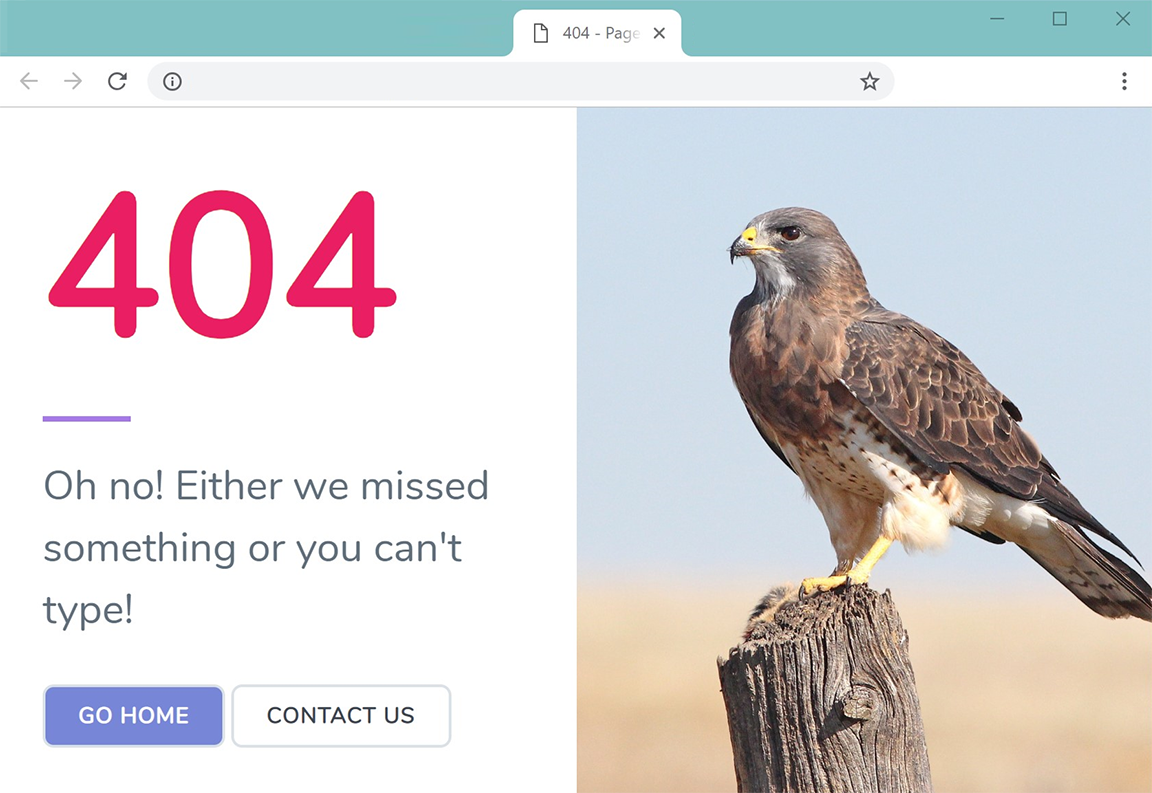 404 - Page
404
Oh no! Either we missed
something or you can't
type!
GO HOME
CONTACT US